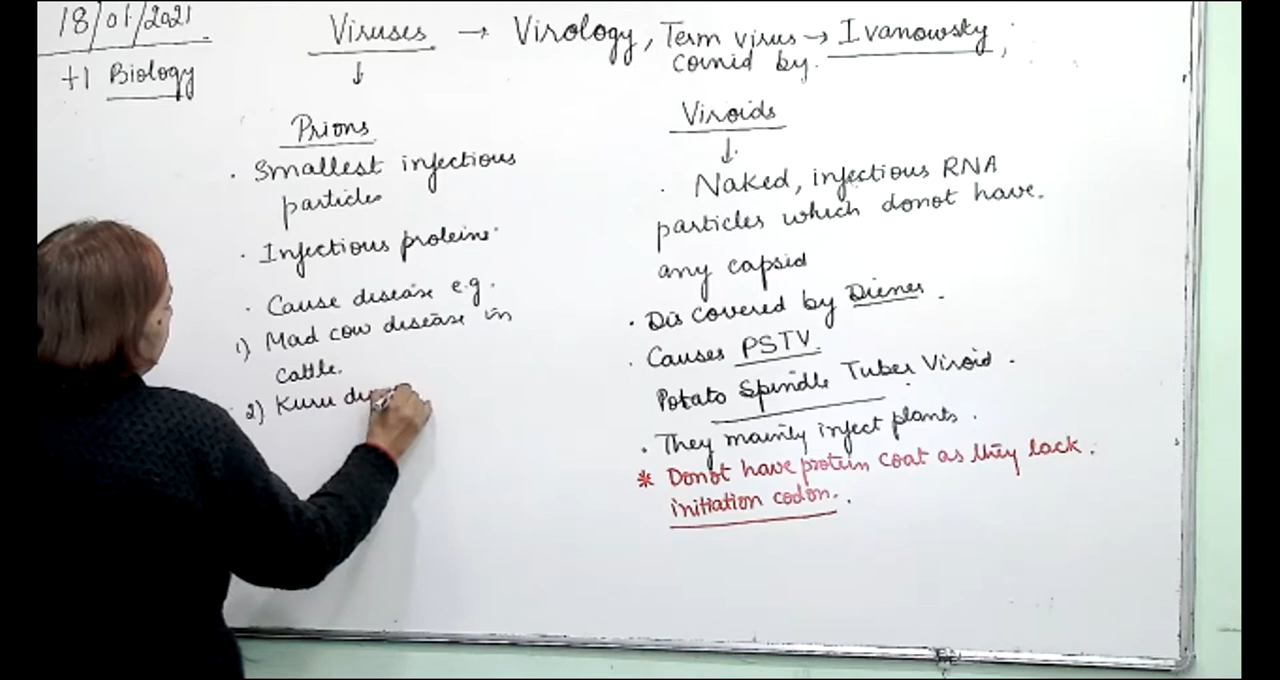 18/01/2021
+1 Biology
Viruses → Virology, Term virus → Ivanowsky,
coinid by.
↓
Prions
. Smallest infectious
particles
. Infectious proteins
. Cause disease e.g.
1) Mad cow disease in
cattle.
2) Kuru
Viroids
↓
. Naked, infectious RNA
particles which donot have.
any capsid
. Discovered by Diener.
. Causes PSTV.
Potato Spindle Tuber Viroid.
. They mainly infect plants.
* Donot have protein coat as they lack.
initiation codon.